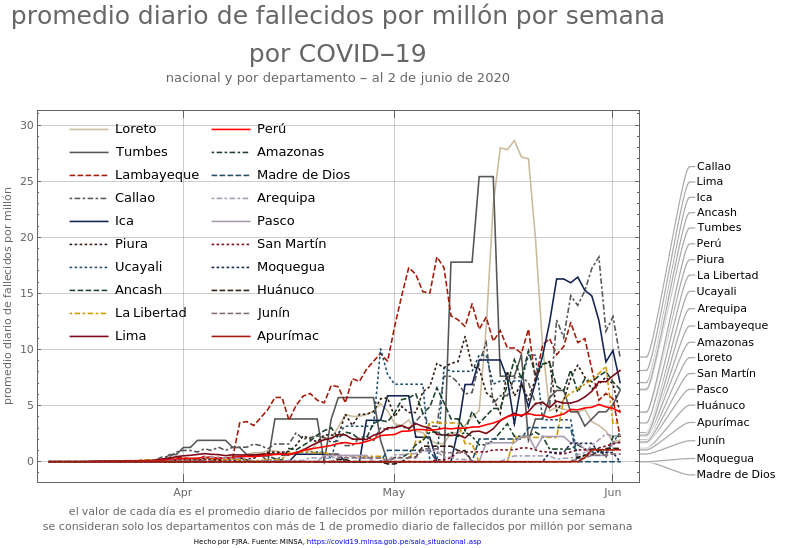 promedio diario de fallecidos por millón por semana
por COVID−19
nacional y por departamento − al 2 de junio de 2020
promedio diario de fallecidos por millón
30
25
20
15
10
5
0
Apr
May
Jun
Loreto
Tumbes
Lambayeque
Callao
Ica
Piura
Ucayali
Ancash
La Libertad
Lima
Perú
Amazonas
Madre de Dios
Arequipa
Pasco
San Martín
Moquegua
Huánuco
Junín
Apurímac
Callao
Lima
Ica
Ancash
Tumbes
Perú
Piura
La Libertad
Ucayali
Arequipa
Lambayeque
Amazonas
Loreto
San Martín
Pasco
Huánuco
Apurímac
Junín
Moquegua
Madre de Dios
el valor de cada día es el promedio diario de fallecidos por millón reportados durante una semana
se consideran solo los departamentos con más de 1 de promedio diario de fallecidos por millón por semana
Hecho por FJRA. Fuente: MINSA, https://covid19.minsa.gob.pe/sala_situacional.asp